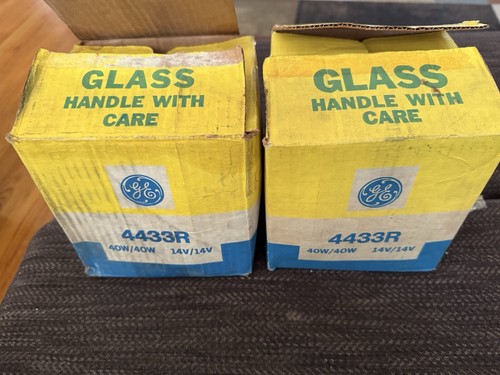 GLASS
HANDLE WITH
CARE
GE
4433R
40W/40W 14V/14V
GLASS
HANDLE WITH
CARE
GE
4433R
40W/40W 14V/14V